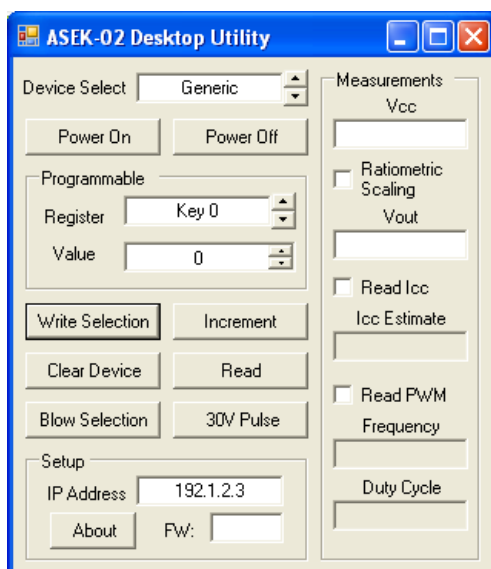 ASEK-02 Desktop Utility
Device Select Generic
Power On Power Off
Programmable
Register Key 0
Value 0
Write Selection Increment
Clear Device Read
Blow Selection 30V Pulse
Setup
IP Address 192.1.2.3
About FW:
Measurements
Vcc
Ratiometric
Scaling
Vout
Read Icc
Icc Estimate
Read PWM
Frequency
Duty Cycle